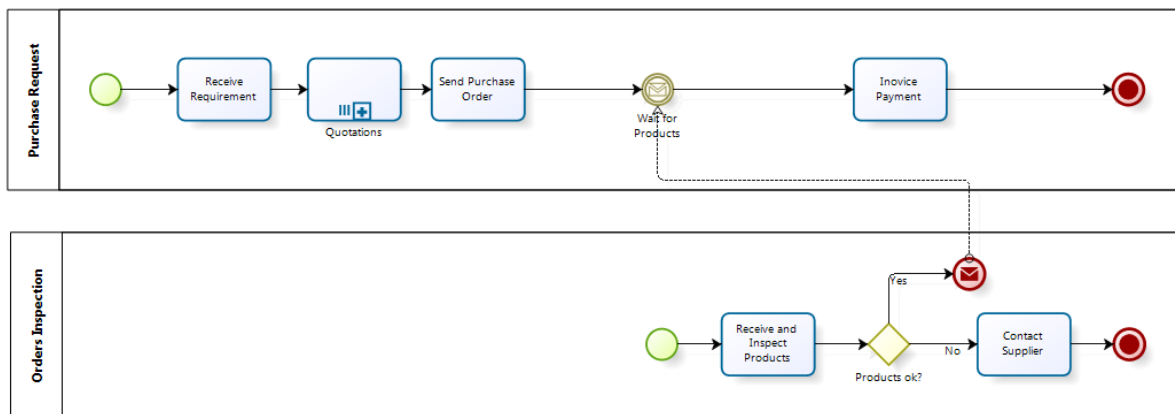 Purchase Request
Receive
Requirement
Quotations
Send Purchase
Order
Wait for
Products
Inovice
Payment
Orders Inspection
Receive and
Inspect
Products
Products ok?
Yes
No
Contact
Supplier